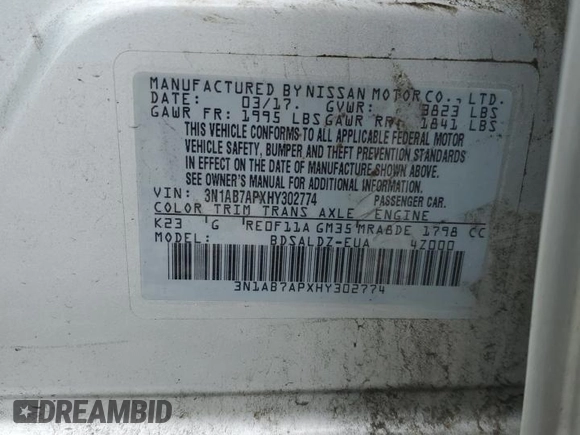 MANUFACTURED BY NISSAN MOTOR CO., LTD.
DATE: 03/17. GVWR: 3823 LBS
GAWR FR: 1995 LBS GAWR RR: 1841 LBS
THIS VEHICLE CONFORMS TO ALL APPLICABLE FEDERAL MOTOR
VEHICLE SAFETY, BUMPER AND THEFT PREVENTION STANDARDS
IN EFFECT ON THE DATE OF MANUFACTURE SHOWN ABOVE.
SEE OWNER'S MANUAL FOR ADDITIONAL INFORMATION.
VIN: 3N1AB7APXHY302774 PASSENGER CAR.
COLOR TRIM TRANS AXLE ENGINE
K23 G RE0F11A GM35 MRA8DE 1798 CC
MODEL: BDSALDZ-EUA 4Z000
3N1AB7APXHY302774
DREAMBID